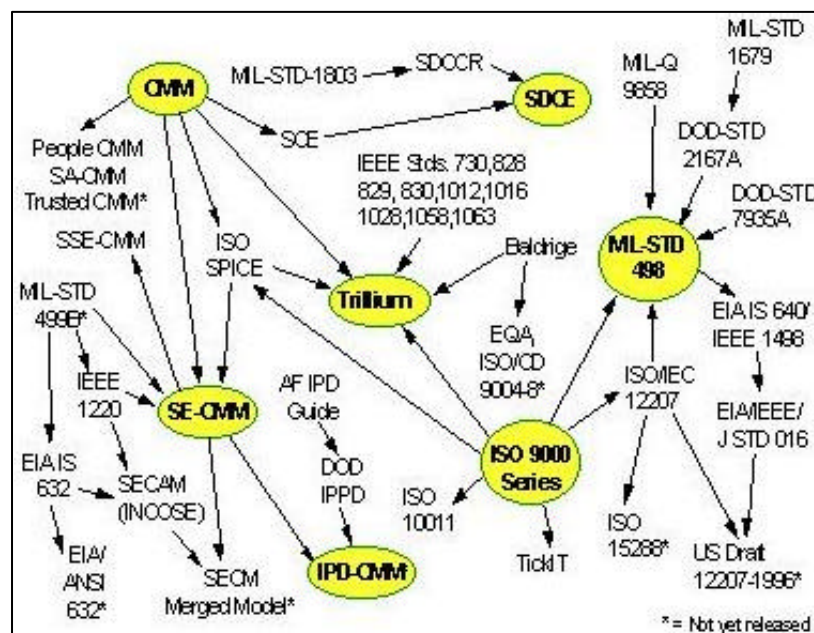 CMM
MIL-STD-1803
SDCCR
SDCE
SCE
MIL-Q
9858
MIL-STD
1679
DOD-STD
2167A
DOD-STD
7935A
People CMM
SA-CMM
Trusted CMM*
IEEE Stds. 730,828
829, 830,1012,1016
1028,1058,1063
SSE-CMM
ISO
SPICE
Baldrige
MIL-STD
498
Trillium
MIL-STD
499B*
EQA,
ISO/CD
9004-8*
EIA IS 640/
IEEE 1498
ISO/IEC
12207
IEEE
1220
SE-CMM
AF IPD
Guide
EIA/IEEE/
J STD 016
ISO 9000
Series
EIA IS
632
SECAM
(INCOSE)
DOD
IPPD
ISO
10011
ISO
15288*
TickIT
US Draft
12207-1996*
EIA/
ANSI
632*
SECM
Merged Model*
IPD-CMM*
* = Not yet released